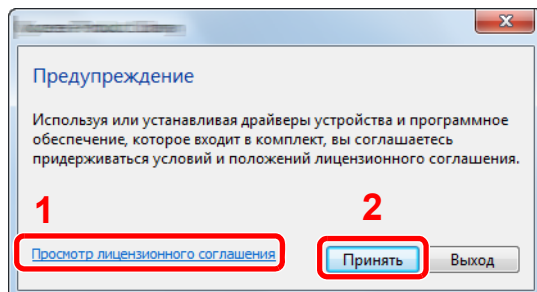 Предупреждение
Используя или устанавливая драйверы устройства и программное
обеспечение, которое входит в комплект, вы соглашаетесь
придерживаться условий и положений лицензионного соглашения.
1
2
Просмотр лицензионного соглашения
Принять
Выход